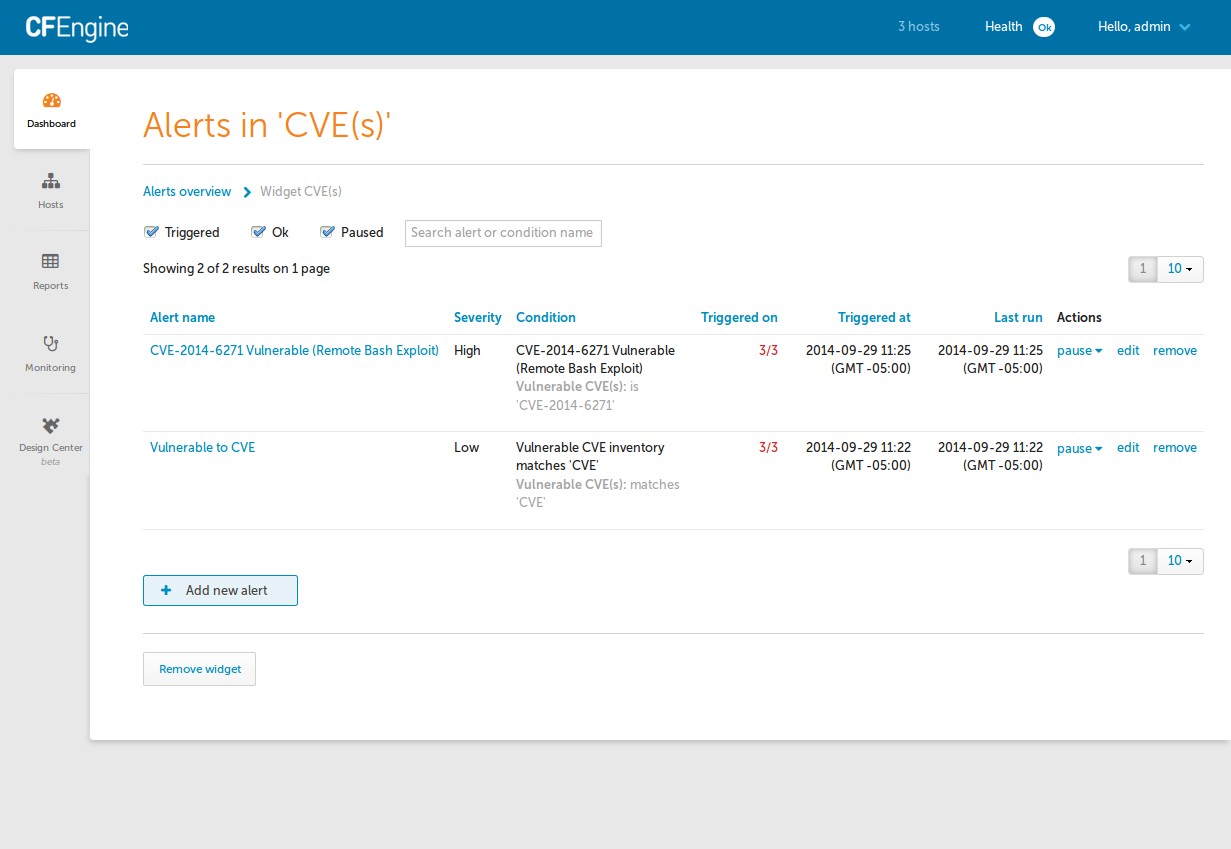 CFEngine
3 hosts Health Ok Hello, admin
Dashboard
Hosts
Reports
Monitoring
Design Center
beta
Alerts in 'CVE(s)'
Alerts overview Widget CVE(s)
Triggered Ok Paused Search alert or condition name
Showing 2 of 2 results on 1 page 1 10
Alert name Severity Condition Triggered on Triggered at Last run Actions
CVE-2014-6271 Vulnerable (Remote Bash Exploit) High CVE-2014-6271 Vulnerable 3/3 2014-09-29 11:25 2014-09-29 11:25 pause edit remove
(Remote Bash Exploit) (GMT -05:00) (GMT -05:00)
Vulnerable CVE(s): is
'CVE-2014-6271'
Vulnerable to CVE Low Vulnerable CVE inventory 3/3 2014-09-29 11:22 2014-09-29 11:22 pause edit remove
matches 'CVE' (GMT -05:00) (GMT -05:00)
Vulnerable CVE(s): matches
'CVE'
1 10
+ Add new alert
Remove widget